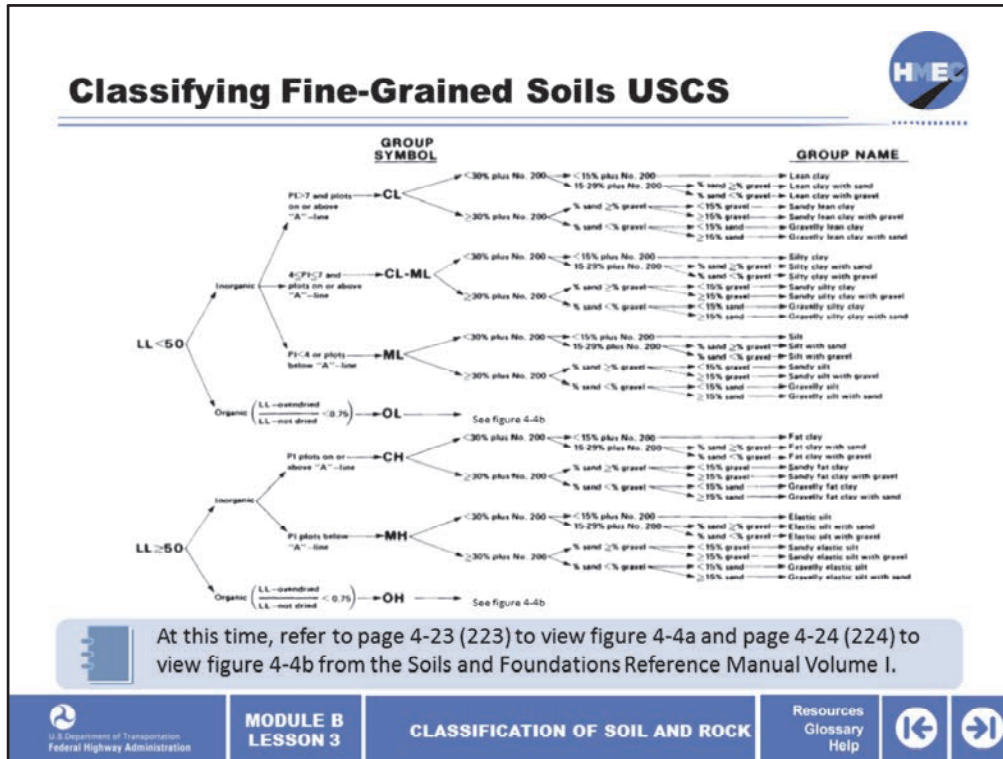 Classifying Fine-Grained Soils USCS
HMEC
GROUP
SYMBOL
GROUP NAME
LL<50
Inorganic
PI>7 and plots
on or above
"A"-line
CL
<30% plus No. 200
<15% plus No. 200
Lean clay
15-29% plus No. 200
% sand ≥% gravel
Lean clay with sand
% sand <% gravel
Lean clay with gravel
≥30% plus No. 200
% sand ≥% gravel
<15% gravel
Sandy lean clay
≥15% gravel
Sandy lean clay with gravel
% sand <% gravel
<15% sand
Gravelly lean clay
≥15% sand
Gravelly lean clay with sand
4≤PI≤7 and
plots on or above
"A"-line
CL-ML
<30% plus No. 200
<15% plus No. 200
Silty clay
15-29% plus No. 200
% sand ≥% gravel
Silty clay with sand
% sand <% gravel
Silty clay with gravel
≥30% plus No. 200
% sand ≥% gravel
<15% gravel
Sandy silty clay
≥15% gravel
Sandy silty clay with gravel
% sand <% gravel
<15% sand
Gravelly silty clay
≥15% sand
Gravelly silty clay with sand
PI<4 or plots
below "A"-line
ML
<30% plus No. 200
<15% plus No. 200
Silt
15-29% plus No. 200
% sand ≥% gravel
Silt with sand
% sand <% gravel
Silt with gravel
≥30% plus No. 200
% sand ≥% gravel
<15% gravel
Sandy silt
≥15% gravel
Sandy silt with gravel
% sand <% gravel
<15% sand
Gravelly silt
≥15% sand
Gravelly silt with sand
Organic (LL-ovendried / LL-not dried <0.75)
OL
See figure 4-4b
LL≥50
Inorganic
PI plots on or
above "A"-line
CH
<30% plus No. 200
<15% plus No. 200
Fat clay
15-29% plus No. 200
% sand ≥% gravel
Fat clay with sand
% sand <% gravel
Fat clay with gravel
≥30% plus No. 200
% sand ≥% gravel
<15% gravel
Sandy fat clay
≥15% gravel
Sandy fat clay with gravel
% sand <% gravel
<15% sand
Gravelly fat clay
≥15% sand
Gravelly fat clay with sand
PI plots below
"A"-line
MH
<30% plus No. 200
<15% plus No. 200
Elastic silt
15-29% plus No. 200
% sand ≥% gravel
Elastic silt with sand
% sand <% gravel
Elastic silt with gravel
≥30% plus No. 200
% sand ≥% gravel
<15% gravel
Sandy elastic silt
≥15% gravel
Sandy elastic silt with gravel
% sand <% gravel
<15% sand
Gravelly elastic silt
≥15% sand
Gravelly elastic silt with sand
Organic (LL-ovendried / LL-not dried <0.75)
OH
See figure 4-4b
At this time, refer to page 4-23 (223) to view figure 4-4a and page 4-24 (224) to
view figure 4-4b from the Soils and Foundations Reference Manual Volume I.
U.S. Department of Transportation
Federal Highway Administration
MODULE B
LESSON 3
CLASSIFICATION OF SOIL AND ROCK
Resources
Glossary
Help